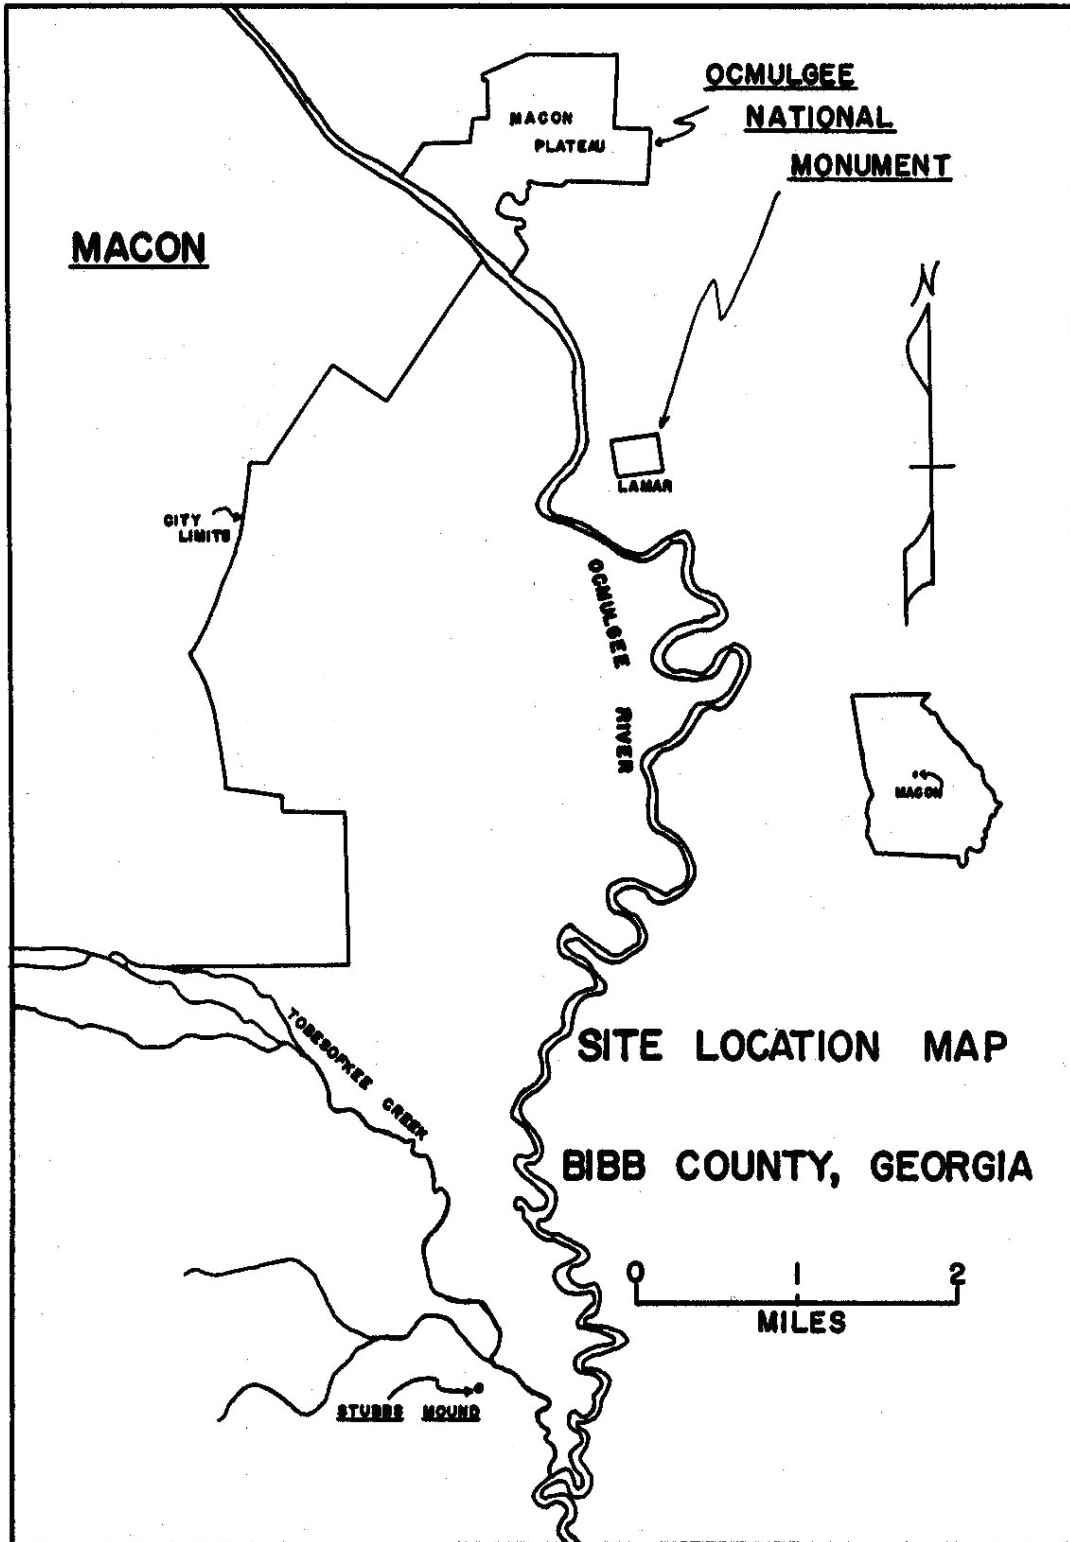 OCMULGEE
NATIONAL
MONUMENT
MACON
PLATEAU
MACON
N
LAMAR
CITY
LIMITS
OCMULGEE RIVER
MACON
TOBESOFKEE CREEK
SITE LOCATION MAP
BIBB COUNTY, GEORGIA
0 1 2
MILES
STUBBS MOUND